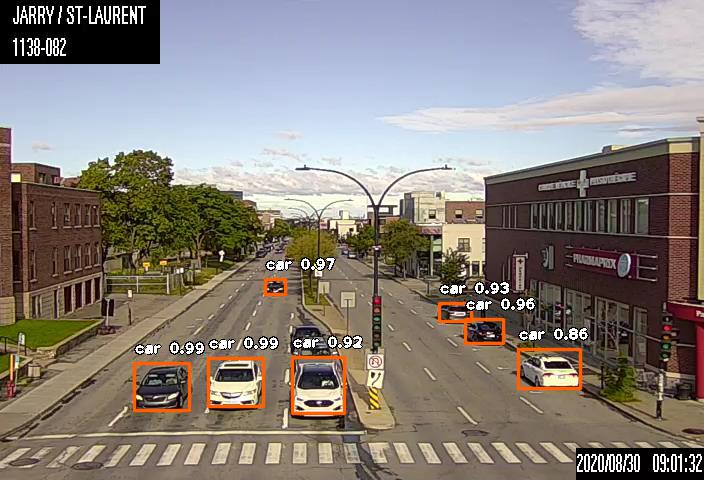 JARRY / ST-LAURENT
1138-082
car 0.97
car 0.93
car 0.96
car 0.99
car 0.99
car 0.92
car 0.86
PHARMAPRIX
2020/08/30 09:01:32